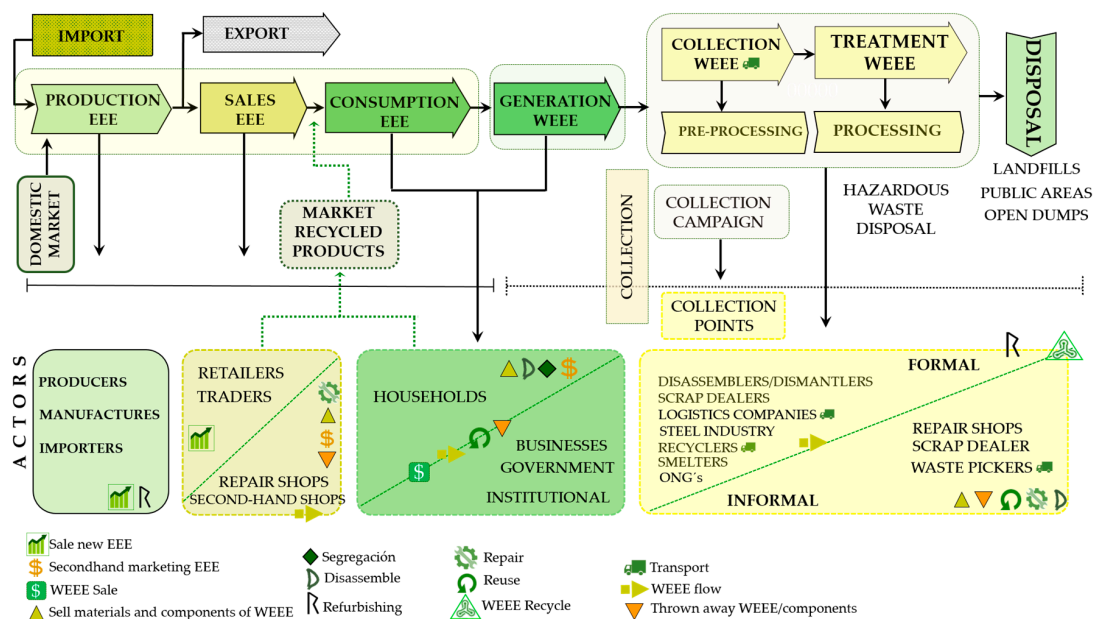 IMPORT
EXPORT
PRODUCTION
EEE
SALES
EEE
CONSUMPTION
EEE
GENERATION
WEEE
COLLECTION
WEEE
TREATMENT
WEEE
PRE-PROCESSING
PROCESSING
DISPOSAL
LANDFILLS
PUBLIC AREAS
OPEN DUMPS
DOMESTIC
MARKET
MARKET
RECYCLED
PRODUCTS
COLLECTION
COLLECTION
CAMPAIGN
HAZARDOUS
WASTE
DISPOSAL
COLLECTION
POINTS
ACTORS
PRODUCERS
MANUFACTURES
IMPORTERS
RETAILERS
TRADERS
REPAIR SHOPS
SECOND-HAND SHOPS
HOUSEHOLDS
BUSINESSES
GOVERNMENT
INSTITUTIONAL
FORMAL
DISASSEMBLERS/DISMANTLERS
SCRAP DEALERS
LOGISTICS COMPANIES
STEEL INDUSTRY
RECYCLERS
SMELTERS
ONG's
INFORMAL
REPAIR SHOPS
SCRAP DEALER
WASTE PICKERS
Sale new EEE
Secondhand marketing EEE
WEEE Sale
Sell materials and components of WEEE
Segregación
Disassemble
Refurbishing
Repair
Reuse
WEEE Recycle
Transport
WEEE flow
Thrown away WEEE/components